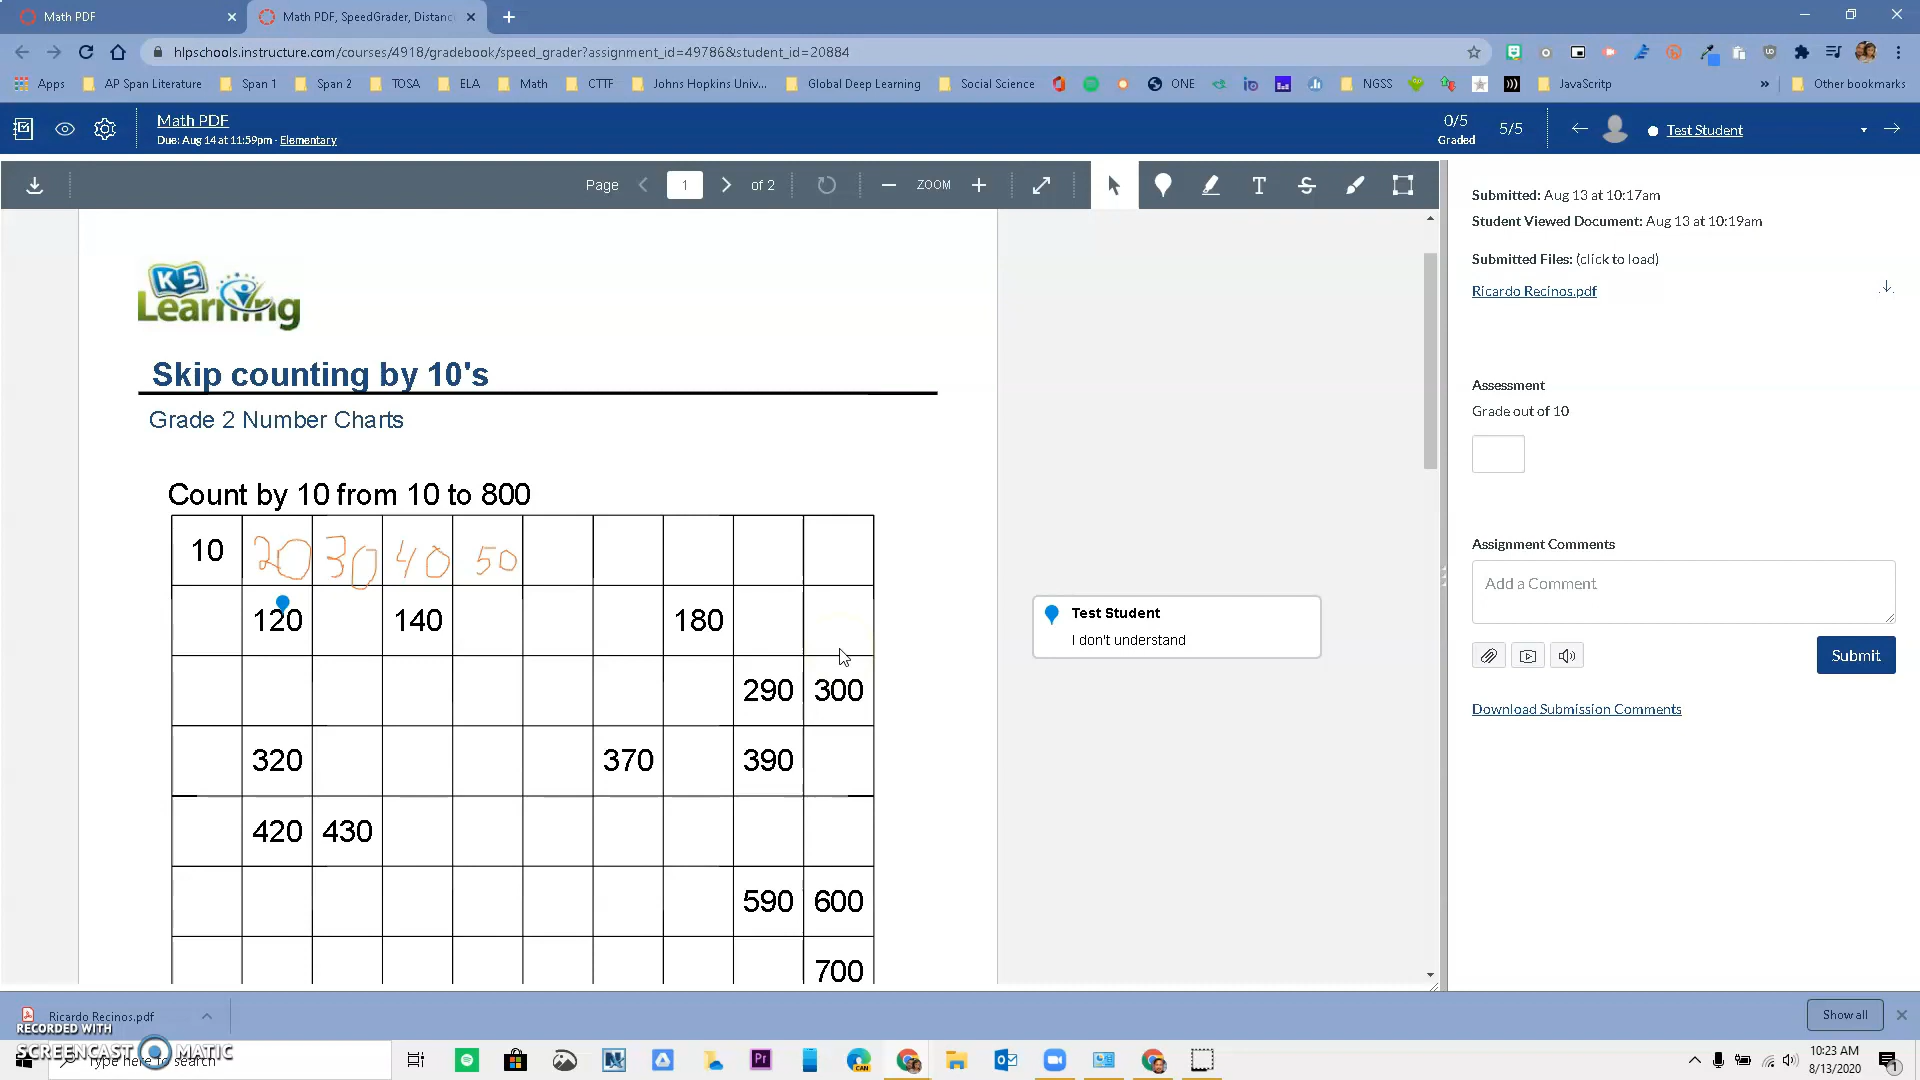 Math PDF
Math PDF, SpeedGrader, Distanc
hlpschools.instructure.com/courses/4918/gradebook/speed_grader?assignment_id=49786&student_id=20884
Apps AP Span Literature Span 1 Span 2 TOSA ELA Math CTTF Johns Hopkins Univ... Global Deep Learning Social Science ONE NGSS JavaScritp » Other bookmarks
Math PDF
Due: Aug 14 at 11:59pm - Elementary
0/5
Graded
5/5
Test Student
Page 1 of 2 ZOOM
K5
Learning
Skip counting by 10's
Grade 2 Number Charts
Count by 10 from 10 to 800
10 20 30 40 50
120 140 180
290 300
320 370 390
420 430
590 600
700
Test Student
I don't understand
Submitted: Aug 13 at 10:17am
Student Viewed Document: Aug 13 at 10:19am
Submitted Files: (click to load)
Ricardo Recinos.pdf
Assessment
Grade out of 10
Assignment Comments
Add a Comment
Submit
Download Submission Comments
Ricardo Recinos.pdf
Show all
RECORDED WITH
SCREENCAST MATIC
Type here to search
Pr
CAN
10:23 AM
8/13/2020
1